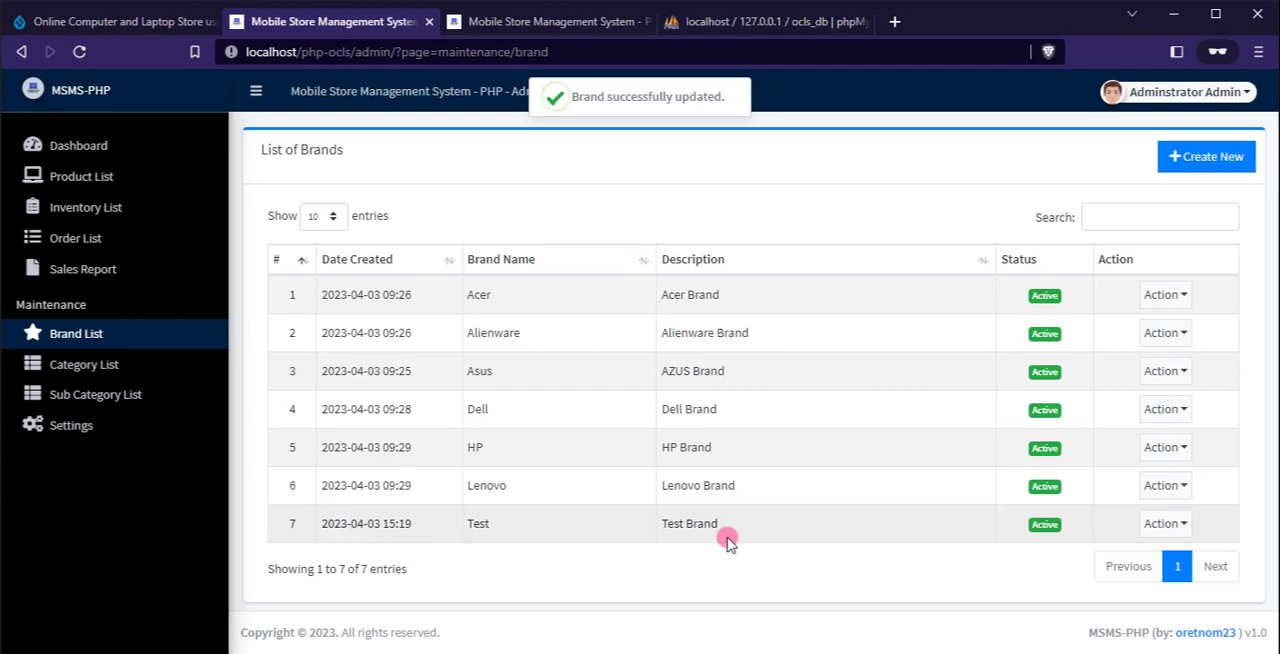 Online Computer and Laptop Store us
Mobile Store Management System
Mobile Store Management System - P
localhost / 127.0.0.1 / ocls_db | phpMy
localhost/php-ocls/admin/?page=maintenance/brand
MSMS-PHP
Mobile Store Management System - PHP - Adm
Brand successfully updated.
Adminstrator Admin
Dashboard
Product List
Inventory List
Order List
Sales Report
Maintenance
Brand List
Category List
Sub Category List
Settings
List of Brands
Create New
Show 10 entries
Search:
# Date Created Brand Name Description Status Action
1 2023-04-03 09:26 Acer Acer Brand Active Action
2 2023-04-03 09:26 Alienware Alienware Brand Active Action
3 2023-04-03 09:25 Asus AZUS Brand Active Action
4 2023-04-03 09:28 Dell Dell Brand Active Action
5 2023-04-03 09:29 HP HP Brand Active Action
6 2023-04-03 09:29 Lenovo Lenovo Brand Active Action
7 2023-04-03 15:19 Test Test Brand Active Action
Showing 1 to 7 of 7 entries
Previous 1 Next
Copyright © 2023. All rights reserved.
MSMS-PHP (by: oretnom23 ) v1.0